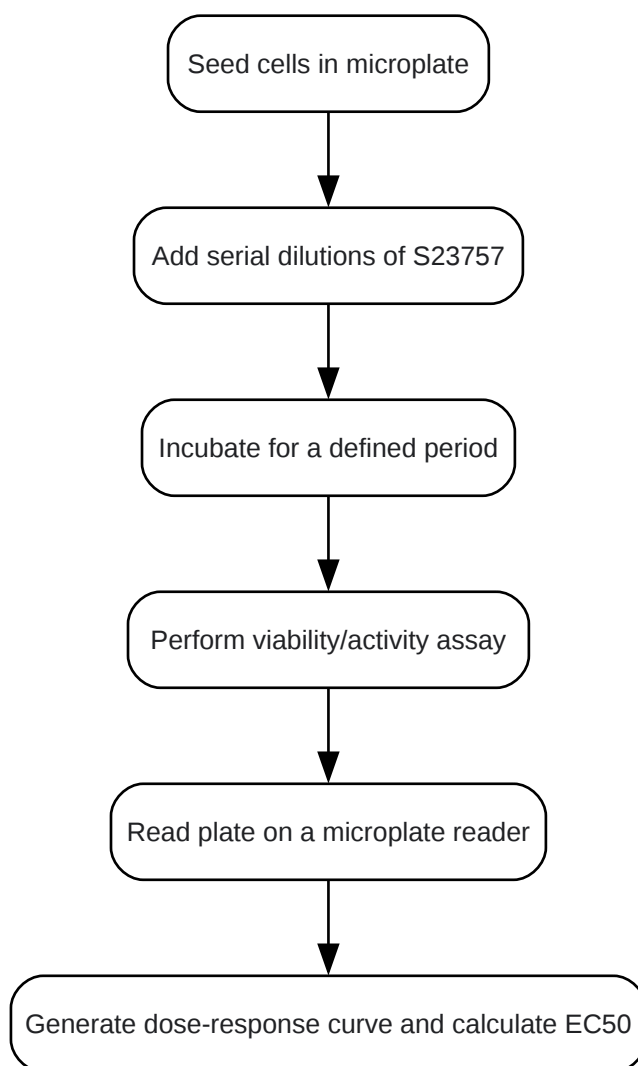 Seed cells in microplate
Add serial dilutions of S23757
Incubate for a defined period
Perform viability/activity assay
Read plate on a microplate reader
Generate dose-response curve and calculate EC50